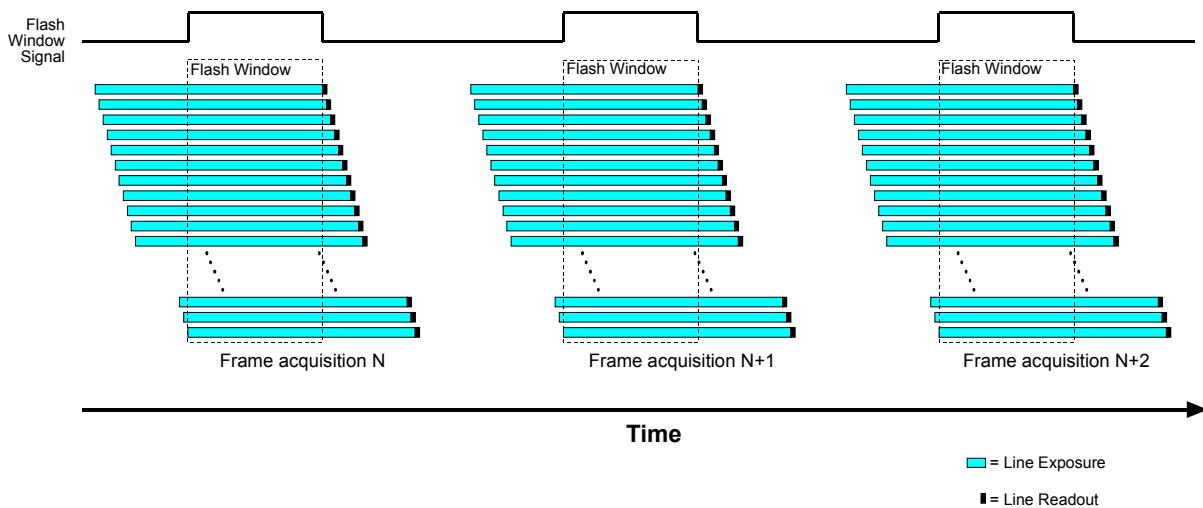 Flash
Window
Signal
Flash Window
Flash Window
Flash Window
Frame acquisition N
Frame acquisition N+1
Frame acquisition N+2
Time
= Line Exposure
= Line Readout